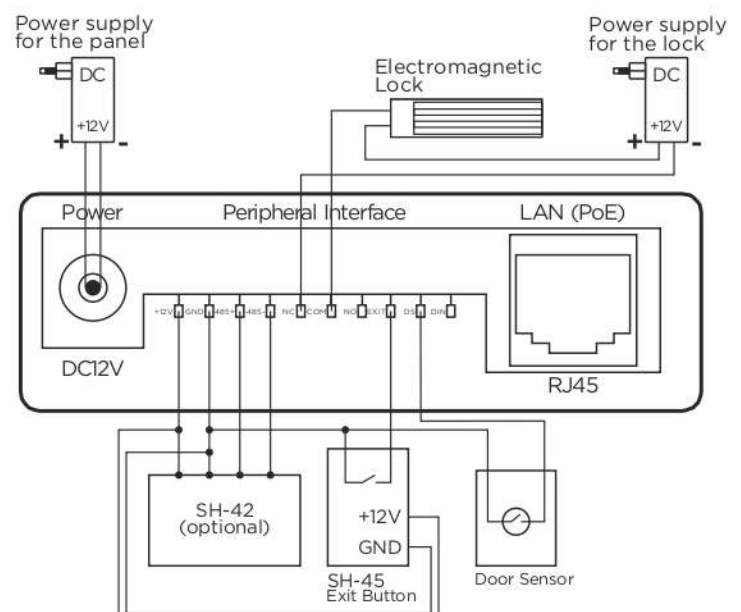 Power supply
for the panel
Power supply
for the lock
DC
+12V
+ -
Electromagnetic
Lock
DC
+12V
+ -
Power
Peripheral Interface
LAN (PoE)
+12V GND 485+ 485- NC COM NO EXIT DS DIN
DC12V
RJ45
SH-42
(optional)
+12V
GND
SH-45
Exit Button
Door Sensor